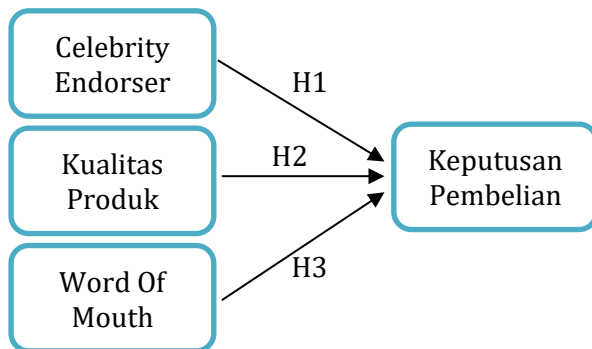 Celebrity
Endorser
H1
Kualitas
Produk
H2
Keputusan
Pembelian
Word Of
Mouth
H3